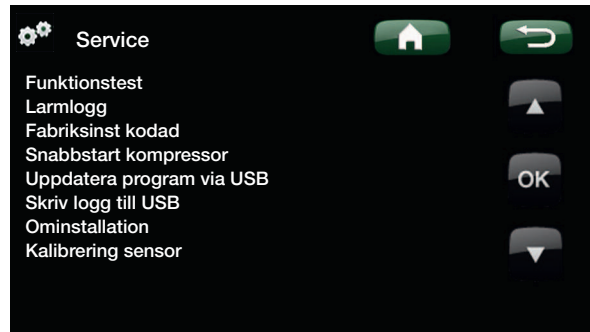 Service
Funktionstest
Larmlogg
Fabriksinst kodad
Snabbstart kompressor
Uppdatera program via USB
Skriv logg till USB
OK
Ominstallation
Kalibrering sensor